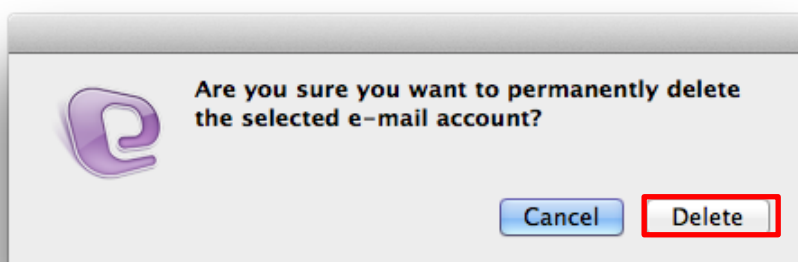 Are you sure you want to permanently delete
the selected e-mail account?
Cancel Delete